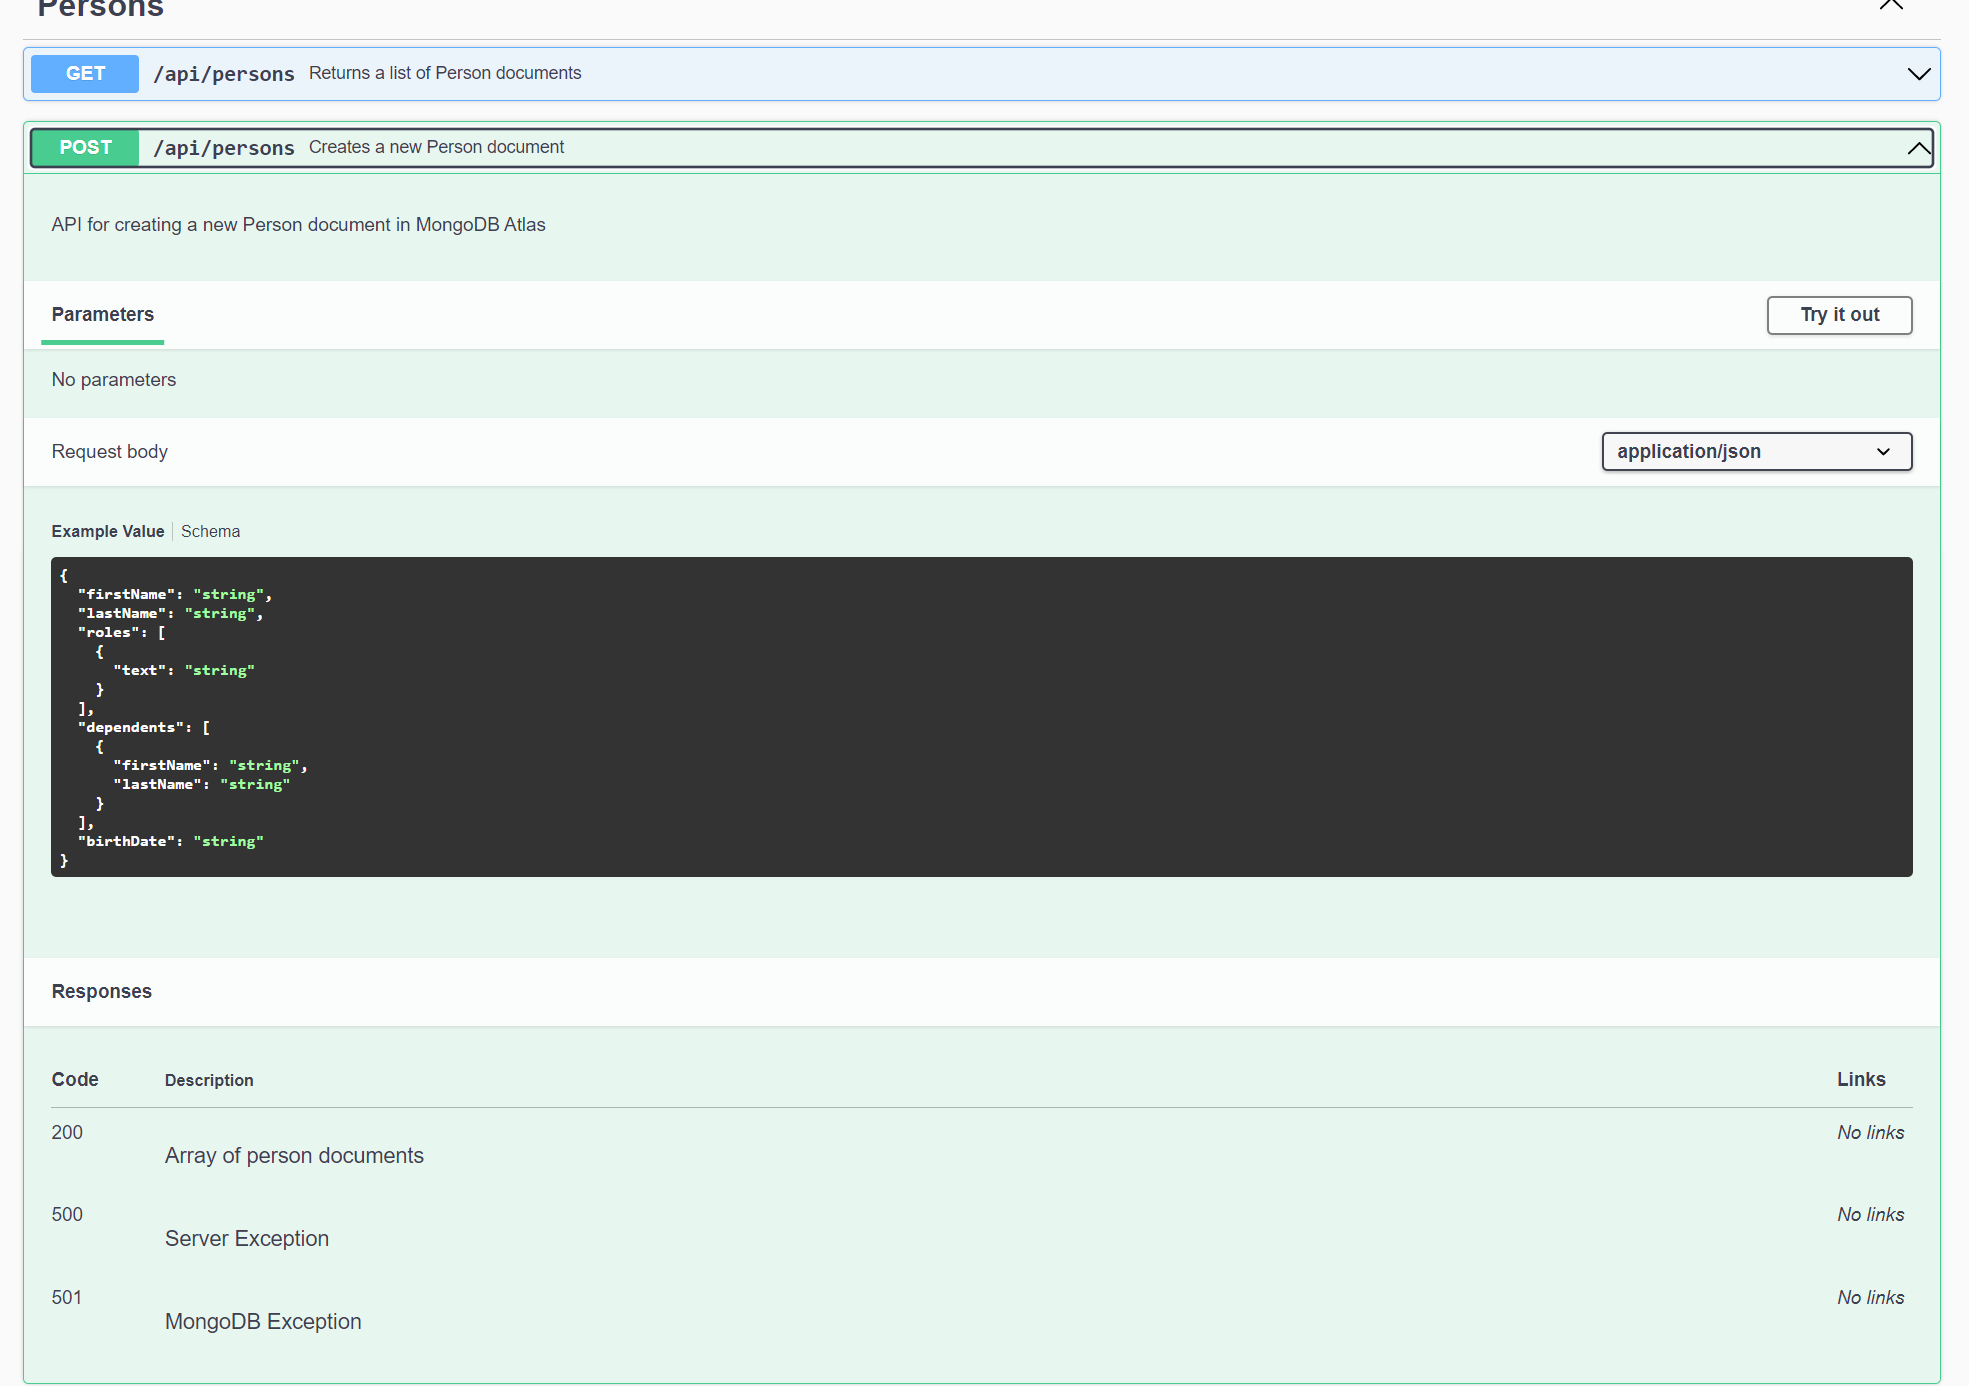 Persons
GET /api/persons Returns a list of Person documents
POST /api/persons Creates a new Person document
API for creating a new Person document in MongoDB Atlas
Parameters Try it out
No parameters
Request body application/json
Example Value Schema
{
  "firstName": "string",
  "lastName": "string",
  "roles": [
    {
      "text": "string"
    }
  ],
  "dependents": [
    {
      "firstName": "string",
      "lastName": "string"
    }
  ],
  "birthDate": "string"
}
Responses
Code Description Links
200 No links
Array of person documents
500 No links
Server Exception
501 No links
MongoDB Exception